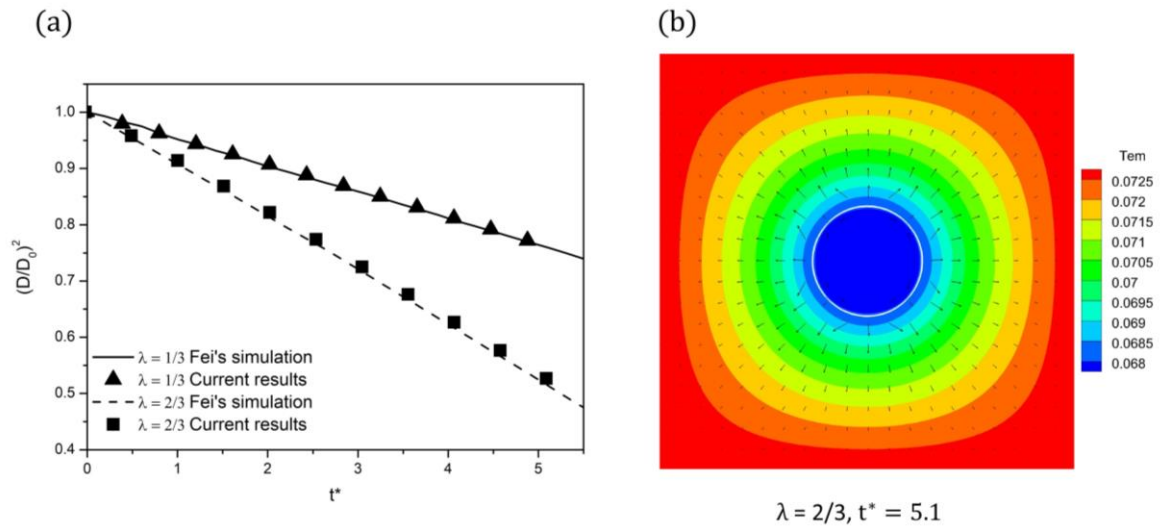 (a)
(b)
1.0
0.9
0.8
0.7
0.6
0.5
0.4
(D/D₀)²
λ = 1/3 Fei's simulation
λ = 1/3 Current results
λ = 2/3 Fei's simulation
λ = 2/3 Current results
0 1 2 3 4 5
t*
Tem
0.0725
0.072
0.0715
0.071
0.0705
0.07
0.0695
0.069
0.0685
0.068
λ = 2/3, t* = 5.1